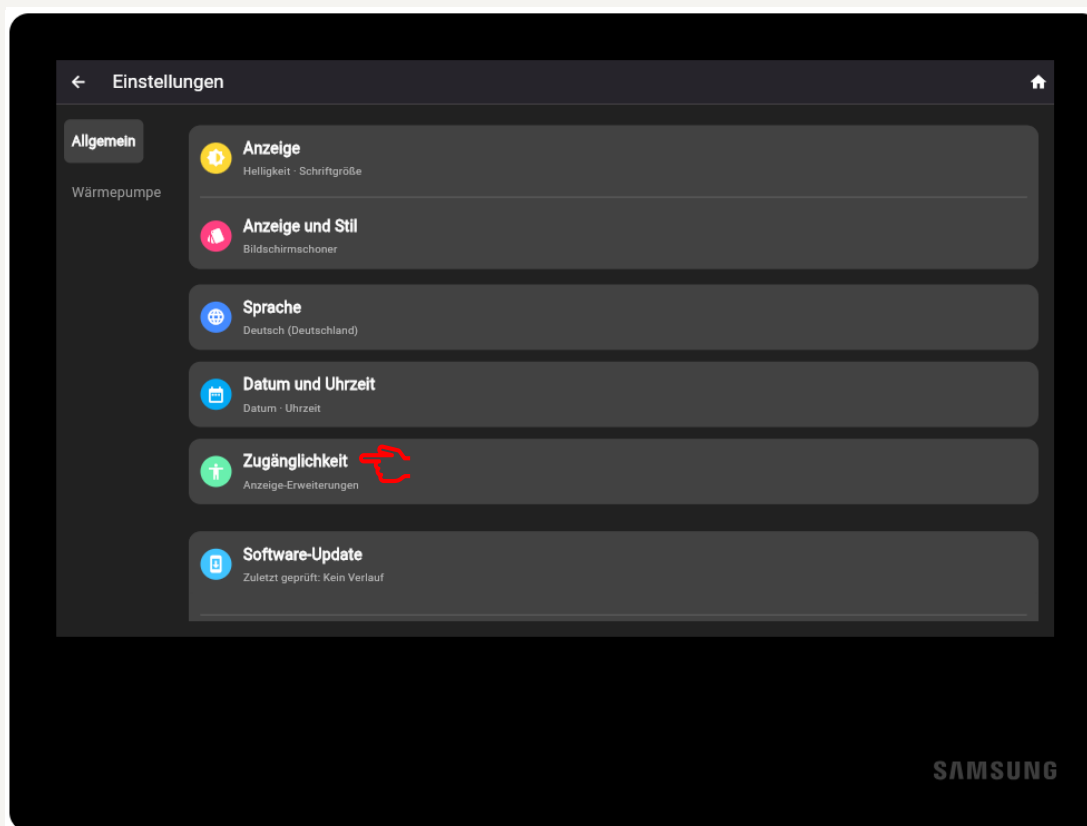 Einstellungen
Allgemein
Wärmepumpe
Anzeige
Helligkeit · Schriftgröße
Anzeige und Stil
Bildschirmschoner
Sprache
Deutsch (Deutschland)
Datum und Uhrzeit
Datum · Uhrzeit
Zugänglichkeit
Anzeige-Erweiterungen
Software-Update
Zuletzt geprüft: Kein Verlauf
SAMSUNG